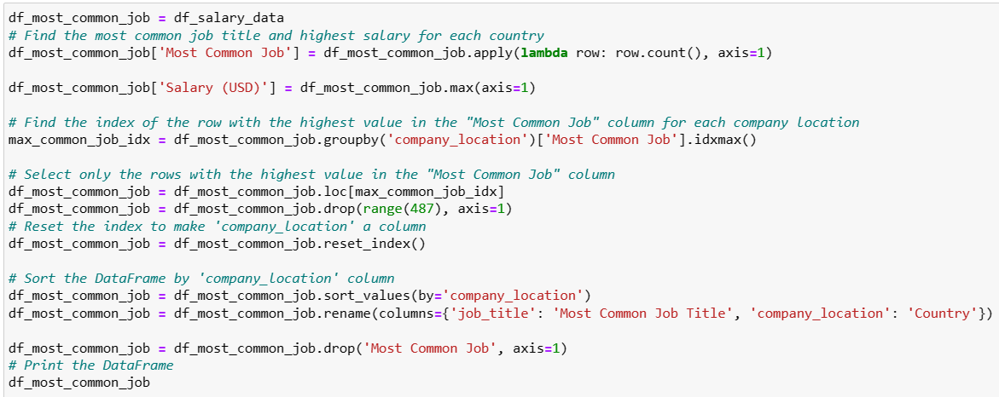 df_most_common_job = df_salary_data
# Find the most common job title and highest salary for each country
df_most_common_job['Most Common Job'] = df_most_common_job.apply(lambda row: row.count(), axis=1)
df_most_common_job['Salary (USD)'] = df_most_common_job.max(axis=1)
# Find the index of the row with the highest value in the "Most Common Job" column for each company location
max_common_job_idx = df_most_common_job.groupby('company_location')['Most Common Job'].idxmax()
# Select only the rows with the highest value in the "Most Common Job" column
df_most_common_job = df_most_common_job.loc[max_common_job_idx]
df_most_common_job = df_most_common_job.drop(range(487), axis=1)
# Reset the index to make 'company_location' a column
df_most_common_job = df_most_common_job.reset_index()
# Sort the DataFrame by 'company_location' column
df_most_common_job = df_most_common_job.sort_values(by='company_location')
df_most_common_job = df_most_common_job.rename(columns={'job_title': 'Most Common Job Title', 'company_location': 'Country'})
df_most_common_job = df_most_common_job.drop('Most Common Job', axis=1)
# Print the DataFrame
df_most_common_job